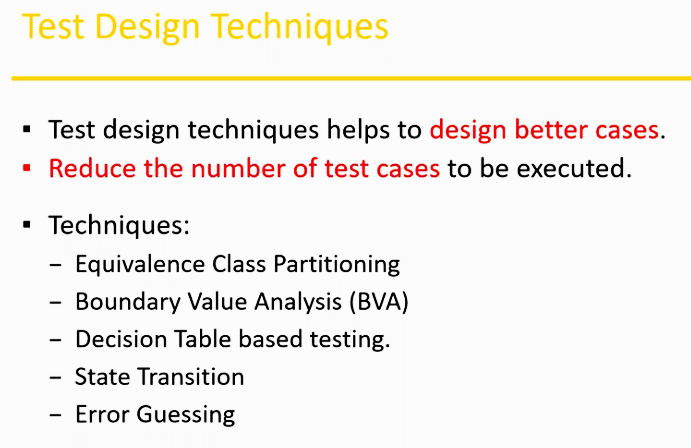 Test Design Techniques
▪ Test design techniques helps to design better cases.
▪ Reduce the number of test cases to be executed.
▪ Techniques:
– Equivalence Class Partitioning
– Boundary Value Analysis (BVA)
– Decision Table based testing.
– State Transition
– Error Guessing